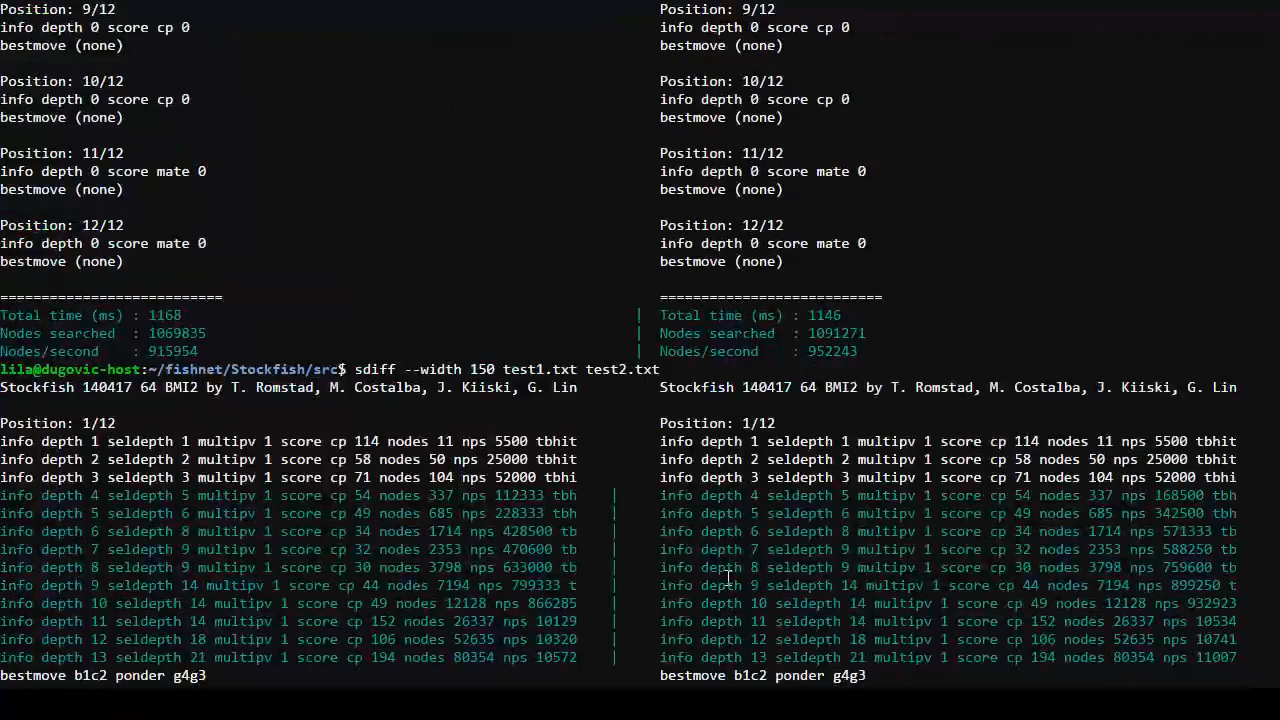 Position: 9/12 Position: 9/12
info depth 0 score cp 0 info depth 0 score cp 0
bestmove (none) bestmove (none)
Position: 10/12 Position: 10/12
info depth 0 score cp 0 info depth 0 score cp 0
bestmove (none) bestmove (none)
Position: 11/12 Position: 11/12
info depth 0 score mate 0 info depth 0 score mate 0
bestmove (none) bestmove (none)
Position: 12/12 Position: 12/12
info depth 0 score mate 0 info depth 0 score mate 0
bestmove (none) bestmove (none)
=========================== ===========================
Total time (ms) : 1168 | Total time (ms) : 1146
Nodes searched : 1069835 | Nodes searched : 1091271
Nodes/second : 915954 | Nodes/second : 952243
lila@dugovic-host:~/fishnet/Stockfish/src$ sdiff --width 150 test1.txt test2.txt
Stockfish 140417 64 BMI2 by T. Romstad, M. Costalba, J. Kiiski, G. Lin Stockfish 140417 64 BMI2 by T. Romstad, M. Costalba, J. Kiiski, G. Lin
Position: 1/12 Position: 1/12
info depth 1 seldepth 1 multipv 1 score cp 114 nodes 11 nps 5500 tbhit info depth 1 seldepth 1 multipv 1 score cp 114 nodes 11 nps 5500 tbhit
info depth 2 seldepth 2 multipv 1 score cp 58 nodes 50 nps 25000 tbhit info depth 2 seldepth 2 multipv 1 score cp 58 nodes 50 nps 25000 tbhit
info depth 3 seldepth 3 multipv 1 score cp 71 nodes 104 nps 52000 tbhi info depth 3 seldepth 3 multipv 1 score cp 71 nodes 104 nps 52000 tbhi
info depth 4 seldepth 5 multipv 1 score cp 54 nodes 337 nps 112333 tbh | info depth 4 seldepth 5 multipv 1 score cp 54 nodes 337 nps 168500 tbh
info depth 5 seldepth 6 multipv 1 score cp 49 nodes 685 nps 228333 tbh | info depth 5 seldepth 6 multipv 1 score cp 49 nodes 685 nps 342500 tbh
info depth 6 seldepth 8 multipv 1 score cp 34 nodes 1714 nps 428500 tb | info depth 6 seldepth 8 multipv 1 score cp 34 nodes 1714 nps 571333 tb
info depth 7 seldepth 9 multipv 1 score cp 32 nodes 2353 nps 470600 tb | info depth 7 seldepth 9 multipv 1 score cp 32 nodes 2353 nps 588250 tb
info depth 8 seldepth 9 multipv 1 score cp 30 nodes 3798 nps 633000 tb | info depth 8 seldepth 9 multipv 1 score cp 30 nodes 3798 nps 759600 tb
info depth 9 seldepth 14 multipv 1 score cp 44 nodes 7194 nps 799333 t | info depth 9 seldepth 14 multipv 1 score cp 44 nodes 7194 nps 899250 t
info depth 10 seldepth 14 multipv 1 score cp 49 nodes 12128 nps 866285 | info depth 10 seldepth 14 multipv 1 score cp 49 nodes 12128 nps 932923
info depth 11 seldepth 14 multipv 1 score cp 152 nodes 26337 nps 10129 | info depth 11 seldepth 14 multipv 1 score cp 152 nodes 26337 nps 10534
info depth 12 seldepth 18 multipv 1 score cp 106 nodes 52635 nps 10320 | info depth 12 seldepth 18 multipv 1 score cp 106 nodes 52635 nps 10741
info depth 13 seldepth 21 multipv 1 score cp 194 nodes 80354 nps 10572 | info depth 13 seldepth 21 multipv 1 score cp 194 nodes 80354 nps 11007
bestmove b1c2 ponder g4g3 bestmove b1c2 ponder g4g3